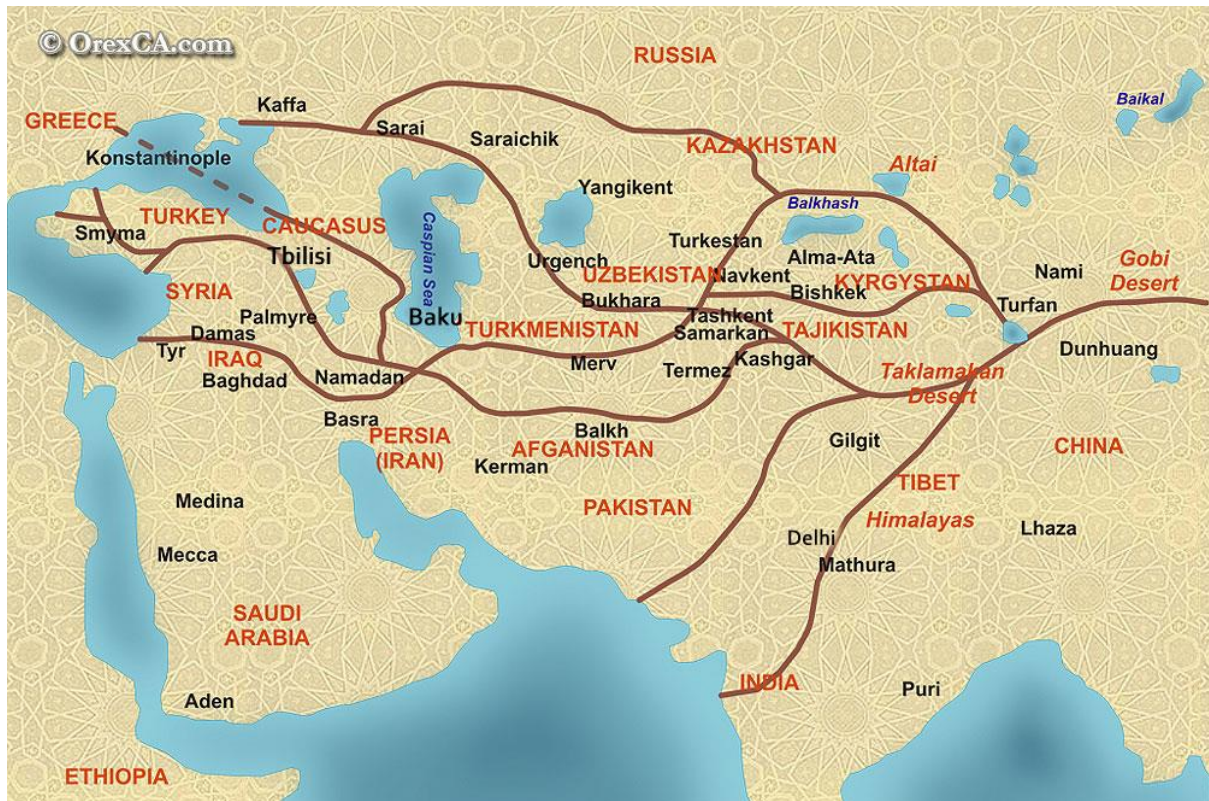 © OrexCA.com
RUSSIA
Baikal
Kaffa
GREECE
Sarai
Saraichik
KAZAKHSTAN
Konstantinople
Altai
Yangikent
Balkhash
TURKEY
CAUCASUS
Smyma
Caspian Sea
Turkestan
Tbilisi
Alma-Ata
Urgench
UZBEKISTAN
Navkent
KYRGYSTAN
Nami
Gobi
Desert
SYRIA
Bukhara
Bishkek
Turfan
Palmyre
Baku
Tashkent
TURKMENISTAN
Samarkan
TAJIKISTAN
Damas
Tyr
IRAQ
Dunhuang
Merv
Kashgar
Baghdad
Namadan
Termez
Taklamakan
Desert
Basra
PERSIA
(IRAN)
Balkh
AFGANISTAN
Gilgit
CHINA
Kerman
TIBET
Medina
PAKISTAN
Himalayas
Lhaza
Delhi
Mecca
Mathura
SAUDI
ARABIA
INDIA
Puri
Aden
ETHIOPIA